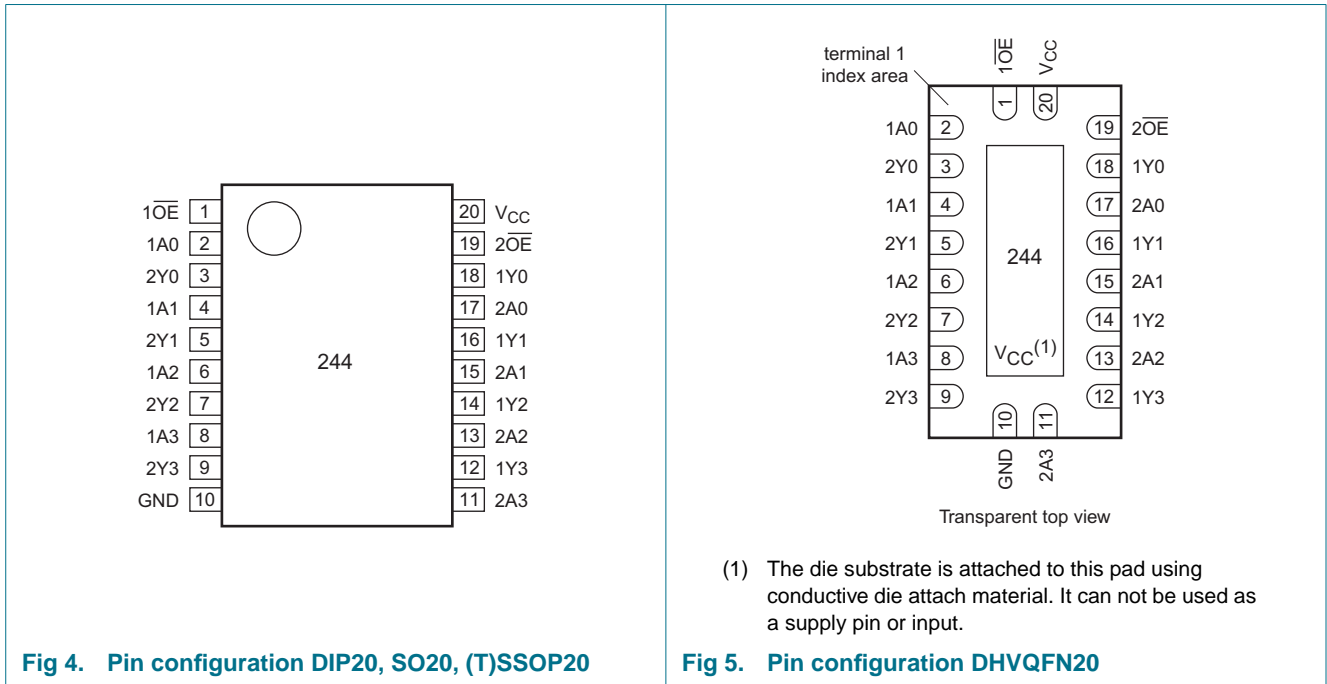 1O̅E̅ 1 20 VCC
1A0 2 19 2O̅E̅
2Y0 3 18 1Y0
1A1 4 17 2A0
2Y1 5 16 1Y1
1A2 6 15 2A1
2Y2 7 14 1Y2
1A3 8 13 2A2
2Y3 9 12 1Y3
GND 10 11 2A3
244
Fig 4. Pin configuration DIP20, SO20, (T)SSOP20
terminal 1
index area
1O̅E̅ VCC
1 20
1A0 2 19 2O̅E̅
2Y0 3 18 1Y0
1A1 4 17 2A0
2Y1 5 16 1Y1
244
1A2 6 15 2A1
2Y2 7 14 1Y2
1A3 8 VCC(1) 13 2A2
2Y3 9 12 1Y3
10 11
GND 2A3
Transparent top view
(1) The die substrate is attached to this pad using
conductive die attach material. It can not be used as
a supply pin or input.
Fig 5. Pin configuration DHVQFN20